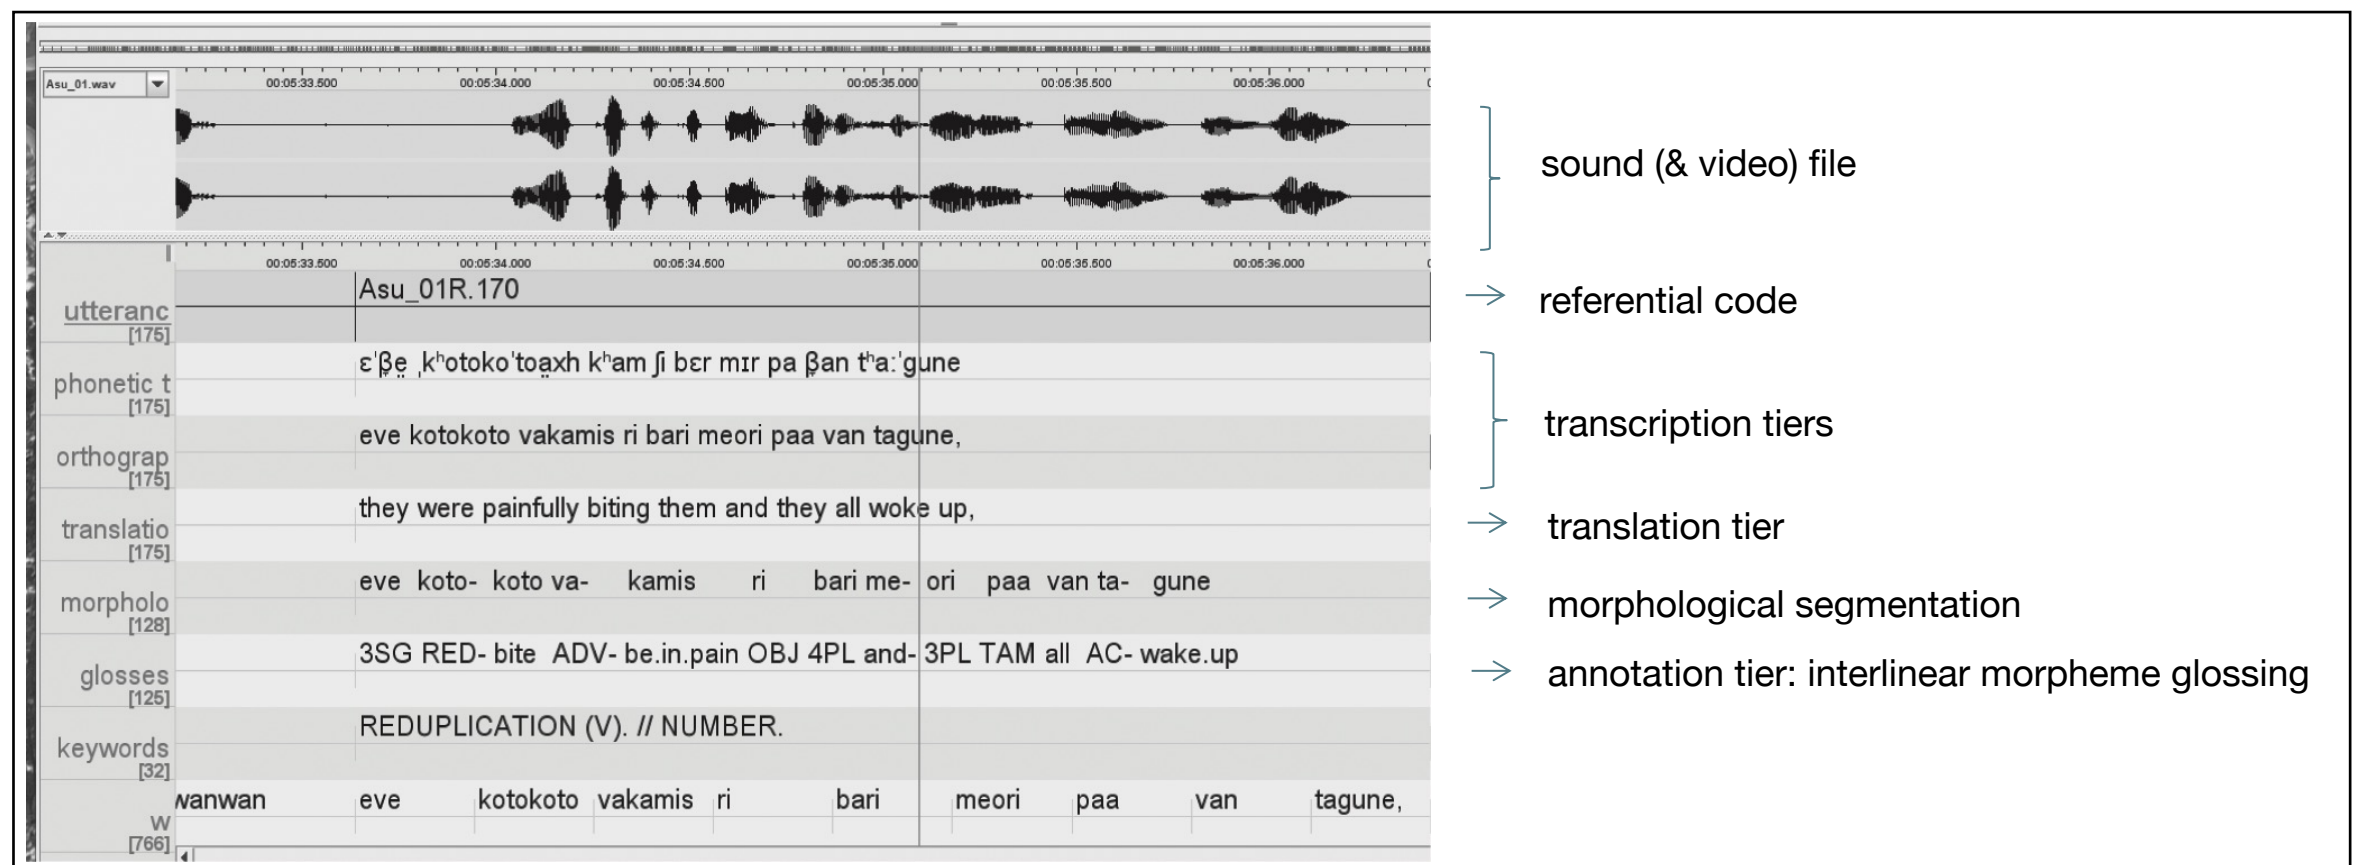 Asu_01.wav
00:05:33.500 00:05:34.000 00:05:34.500 00:05:35.000 00:05:35.500 00:05:36.000
sound (& video) file
00:05:33.500 00:05:34.000 00:05:34.500 00:05:35.000 00:05:35.500 00:05:36.000
utteranc
[175]
Asu_01R.170
referential code
phonetic t
[175]
ɛˈβ̞e̤ ˌkʰotokoˈtoa̤xh kʰam ʃi bɛr mɪr pa β̞an tʰaːˈgune
orthograp
[175]
eve kotokoto vakamis ri bari meori paa van tagune,
transcription tiers
translatio
[175]
they were painfully biting them and they all woke up,
translation tier
morpholo
[128]
eve koto- koto va- kamis ri bari me- ori paa van ta- gune
morphological segmentation
glosses
[125]
3SG RED- bite ADV- be.in.pain OBJ 4PL and- 3PL TAM all AC- wake.up
annotation tier: interlinear morpheme glossing
keywords
[32]
REDUPLICATION (V). // NUMBER.
w
[766]
wanwan eve kotokoto vakamis ri bari meori paa van tagune,